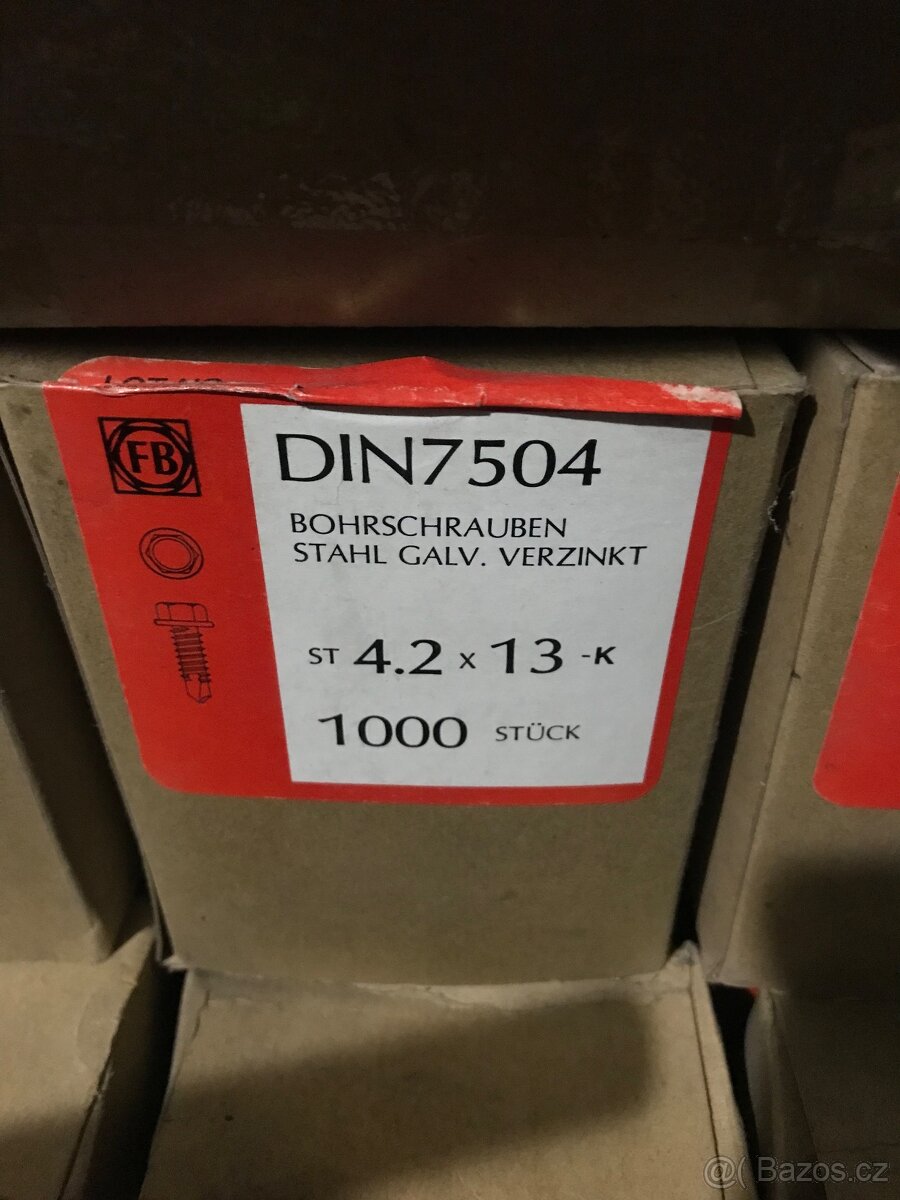 FB
DIN7504
BOHRSCHRAUBEN
STAHL GALV. VERZINKT
ST 4.2 x 13 -K
1000 STÜCK
@( Bazos.cz